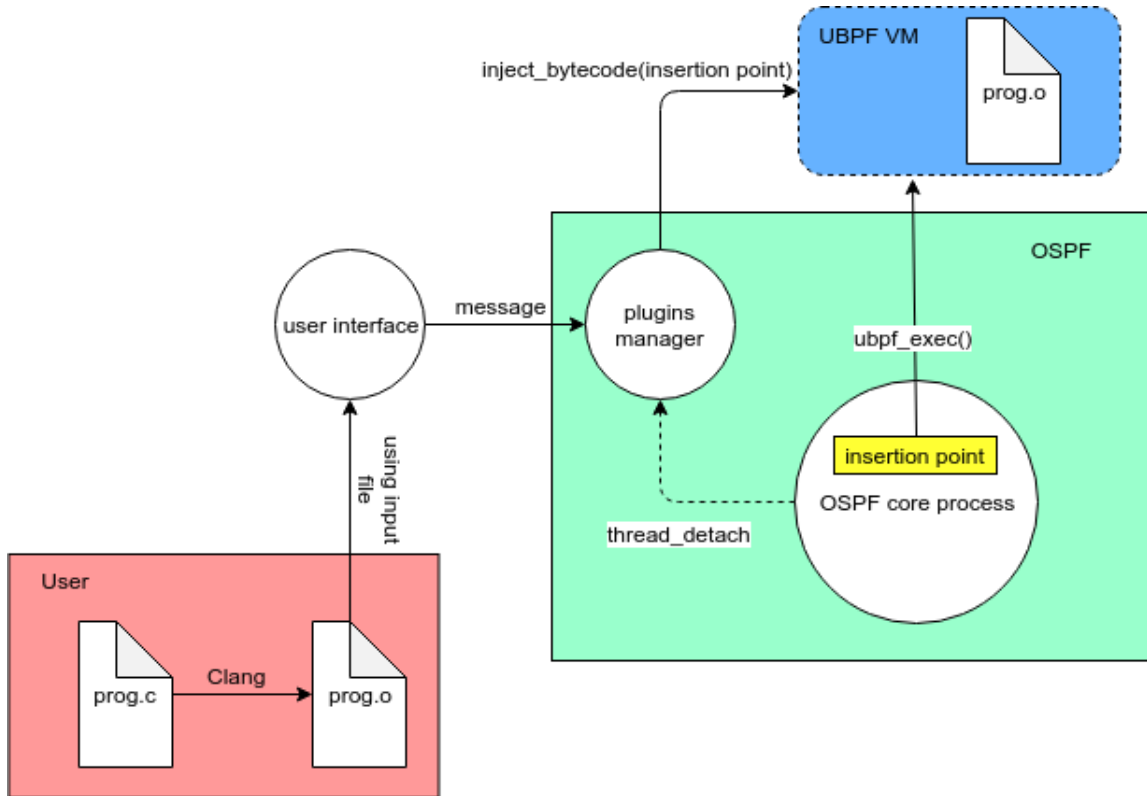 UBPF VM
prog.o
inject_bytecode(insertion point)
OSPF
user interface
message
plugins
manager
ubpf_exec()
insertion point
OSPF core process
thread_detach
using input
file
User
prog.c
Clang
prog.o